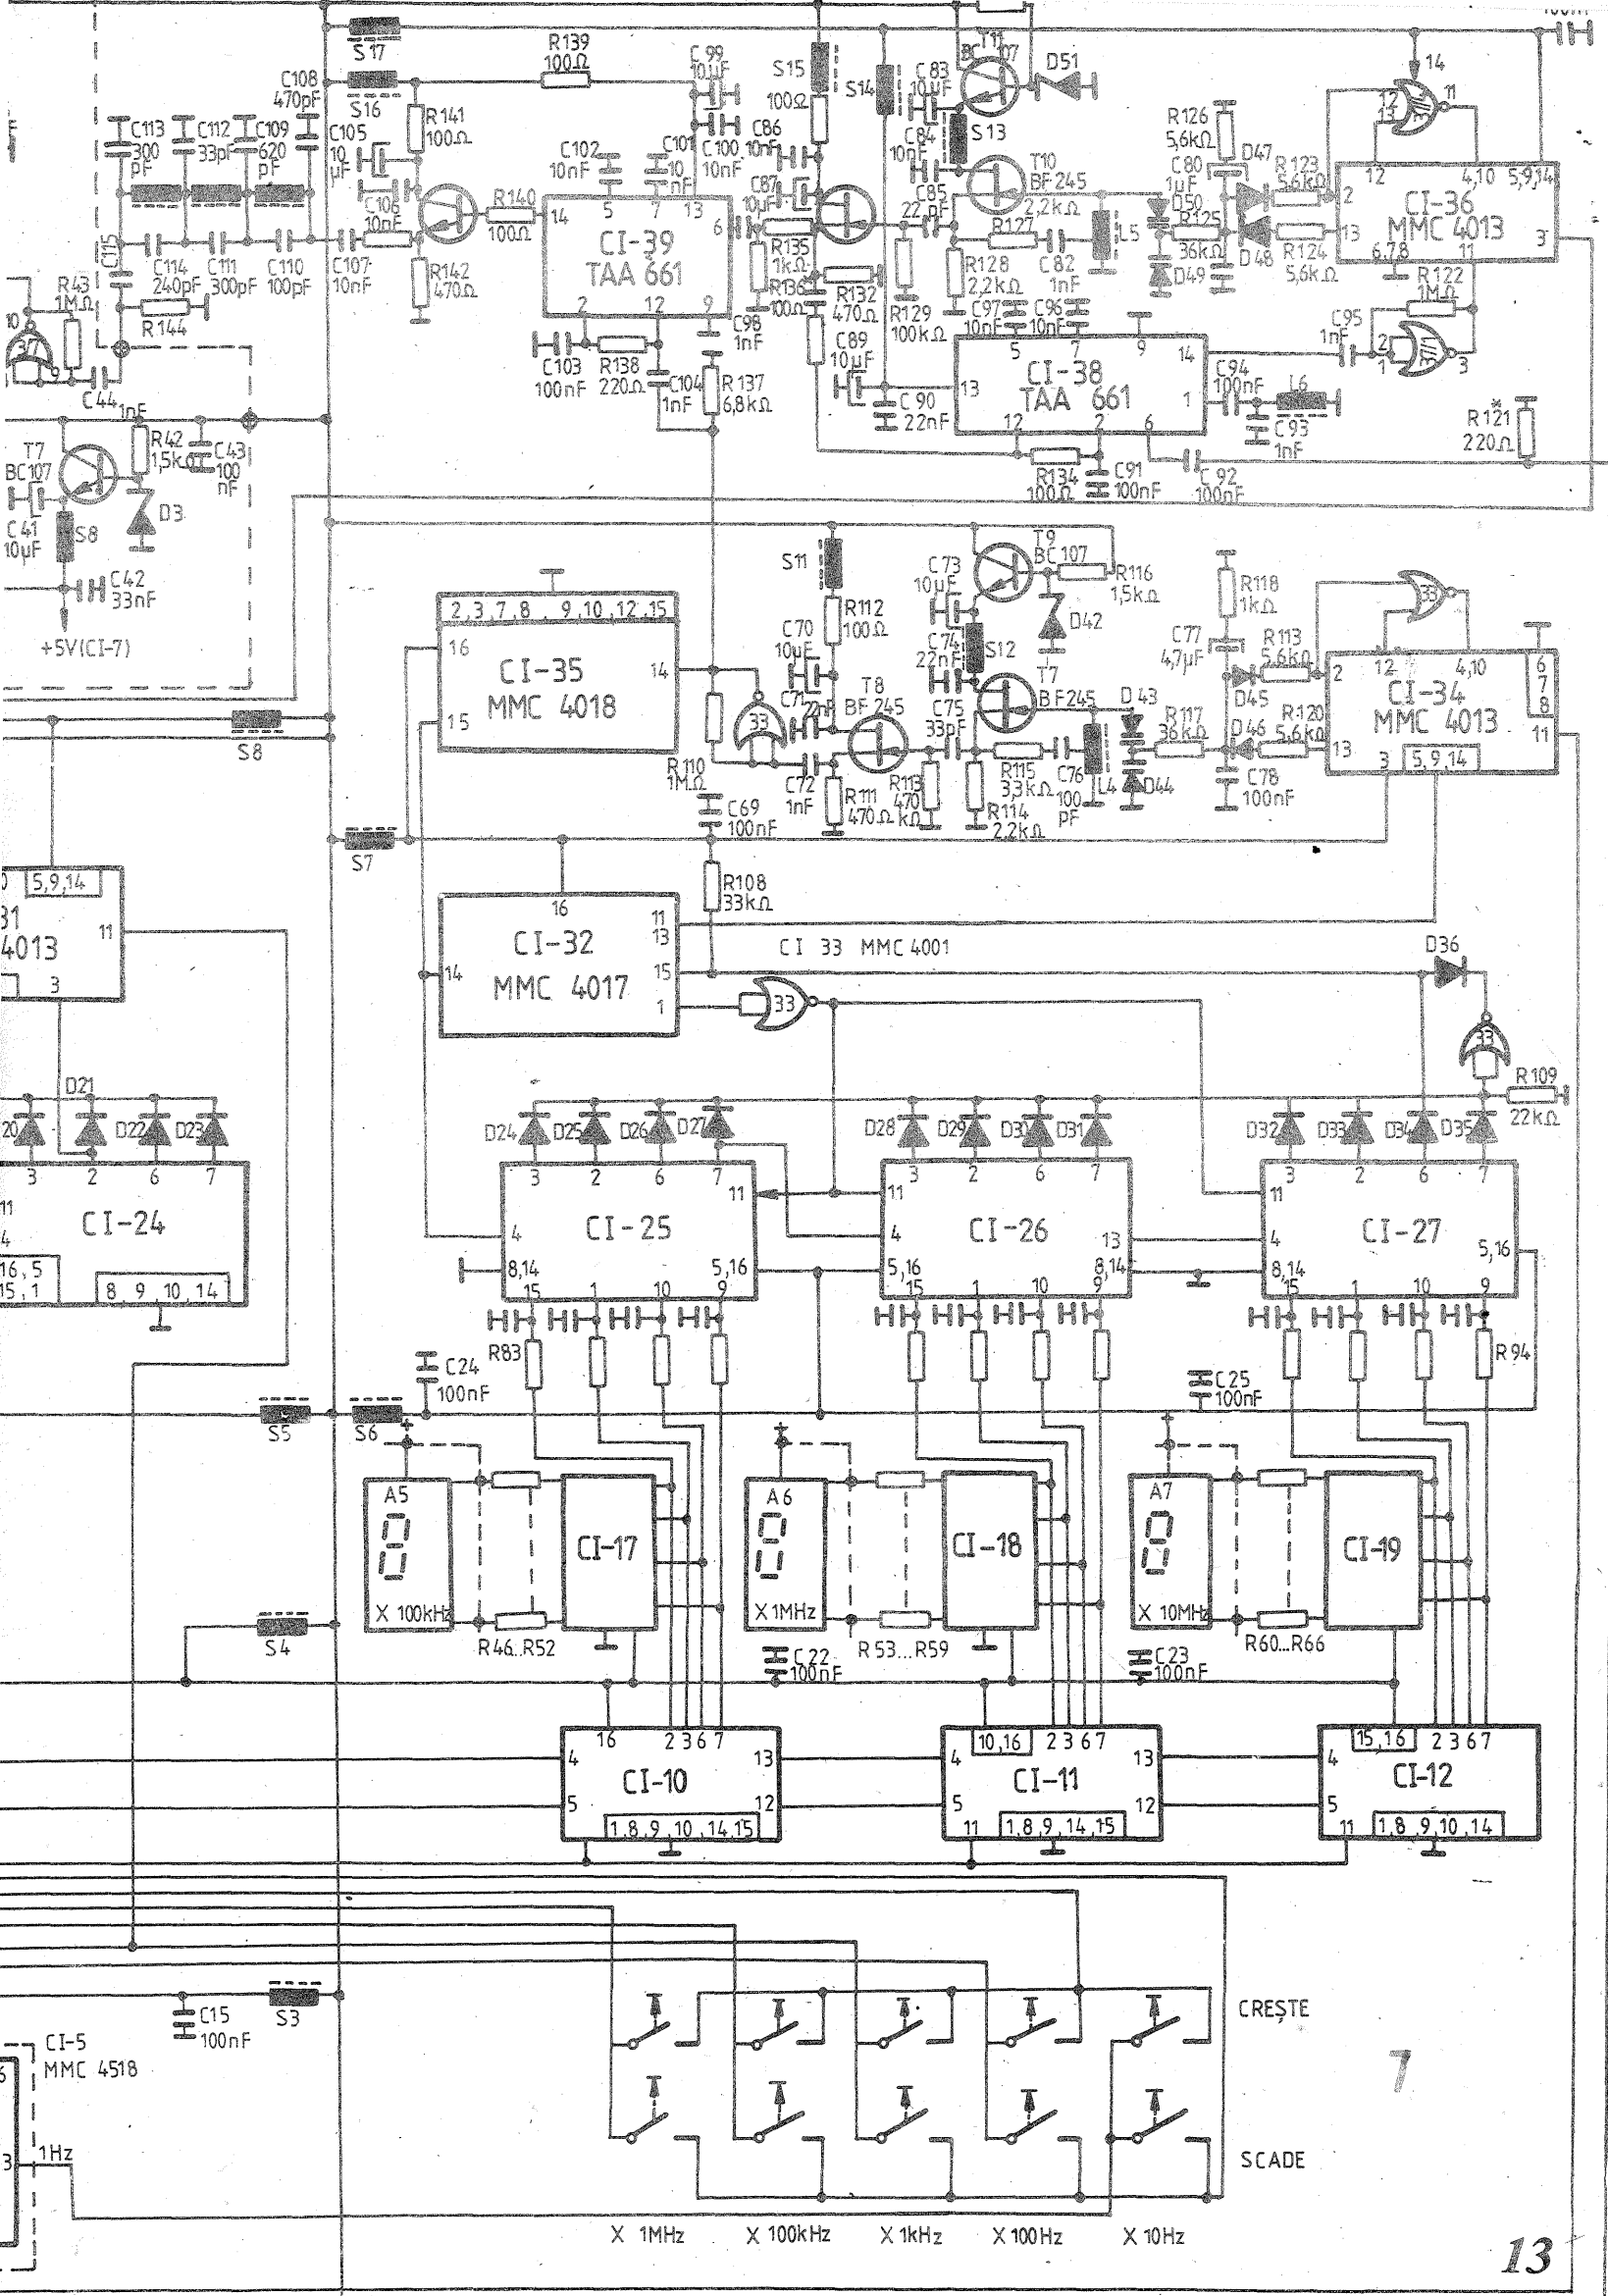 S17
R139
100Ω
C99
10µF
S15
100Ω
S14
C83
10µF
T11
D51
14
12
13
11
C108
470pF
S16
R141
100Ω
C113
300
pF
C112
33pF
C109
620
pF
C105
10
µF
C106
10nF
C102
10nF
C101
10
nF
C100
10nF
C86
10nF
C87
10µF
C84
10nF
S13
T10
BF245
C85
22pF
R126
5,6kΩ
C80
1µF
D47
R123
5,6kΩ
D50
R125
36kΩ
D49
D48
R124
5,6kΩ
12 4,10 5,9,14
2
CI-36
MMC 4013
13
3
6,7,8 11
R122
1MΩ
R140
100Ω
5 7 13
14
6
CI-39
TAA 661
2 12 9
R135
1kΩ
R136
100Ω
R132
470Ω
R129
100kΩ
2,2kΩ
R127
R128
2,2kΩ
C82
1nF
L5
C115
C114
240pF
C111
300pF
C110
100pF
C107
10nF
R142
470Ω
R43
1MΩ
R144
10
37
9
C44
1nF
C103
100nF
R138
220Ω
C104
1nF
R137
6,8kΩ
C98
1nF
C89
10µF
C90
22nF
C97
10nF
C96
10nF
5 7 9
14
CI-38
13
TAA 661
1
12 2 6
C94
100nF
L6
C93
1nF
C95
1nF
2
1
37/1
3
R121
*
220Ω
R134
100Ω
C91
100nF
C92
100nF
T7
BC107
R42
1,5kΩ
C43
100
nF
C41
10µF
S8
D3
C42
33nF
+5V(CI-7)
S11
R112
100Ω
C73
10µF
T9
BC107
R116
1,5kΩ
D42
C74
22nF
S12
R118
1kΩ
C77
4,7µF
R113
5,6kΩ
33
2,3,7,8 9,10,12,15
16
CI-35
14
15
MMC 4018
C70
10µF
C71
22nF
T8
BF245
C75
33pF
T7
BF245
D43
R117
36kΩ
D45
D46
R120
5,6kΩ
12 4,10
6
7
8
2
CI-34
MMC 4013
13
11
3 5,9,14
S8
R110
1MΩ
33
C72
1nF
R111
470Ω
R113
470
kΩ
R115
3,3kΩ
R114
2,2kΩ
C76
100
pF
L4
D44
C78
100nF
C69
100nF
S7
R108
33kΩ
5,9,14
31
4013
11
3
16
11
13
CI-32
15
14
MMC 4017
1
CI 33 MMC 4001
33
D36
33
R109
22kΩ
20
D21
D22
D23
D24
D25
D26
D27
D28
D29
D30
D31
D32
D33
D34
D35
3 2 6 7
11
CI-24
4
16,5
15,1
8,9,10,14
3 2 6 7
11
CI-25
4
8,14
5,16
15 1 10 9
3 2 6 7
11
CI-26
4
13
5,16
8,14
15 1 10 9
3 2 6 7
11
CI-27
4
5,16
8,14
15 1 10 9
R83
R94
C24
100nF
C25
100nF
S5
S6
+
+
+
A5
X 100kHz
CI-17
A6
X 1MHz
CI-18
A7
X 10MHz
CI-19
S4
R46...R52
C22
100nF
R53...R59
C23
100nF
R60...R66
16 2 3 6 7
4
13
CI-10
5
12
1,8,9,10,14,15
10,16 2 3 6 7
4
13
CI-11
5
12
11
1,8,9,14,15
15,16 2 3 6 7
4
CI-12
5
11
1,8,9,10,14
CREȘTE
C15
100nF
S3
CI-5
MMC 4518
6
3
1Hz
7
SCADE
X 1MHz
X 100kHz
X 1kHz
X 100Hz
X 10Hz
13